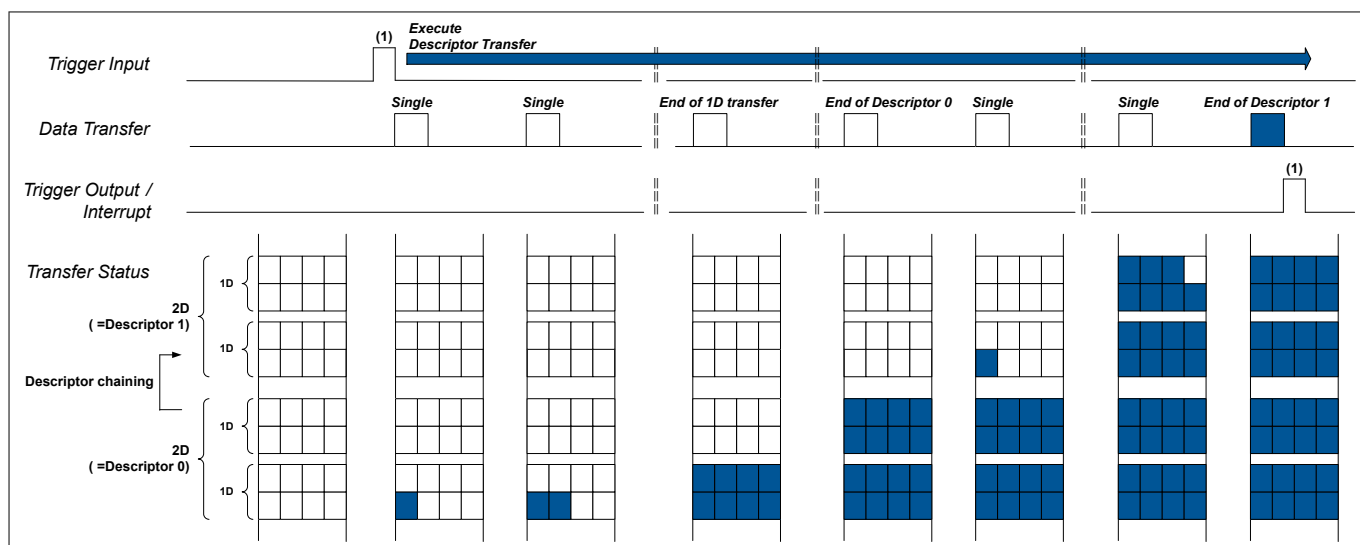 (1)
Execute
Descriptor Transfer
Trigger Input
Single
Single
End of 1D transfer
End of Descriptor 0
Single
Single
End of Descriptor 1
Data Transfer
(1)
Trigger Output /
Interrupt
Transfer Status
2D
( =Descriptor 1)
1D
1D
Descriptor chaining
2D
( =Descriptor 0)
1D
1D